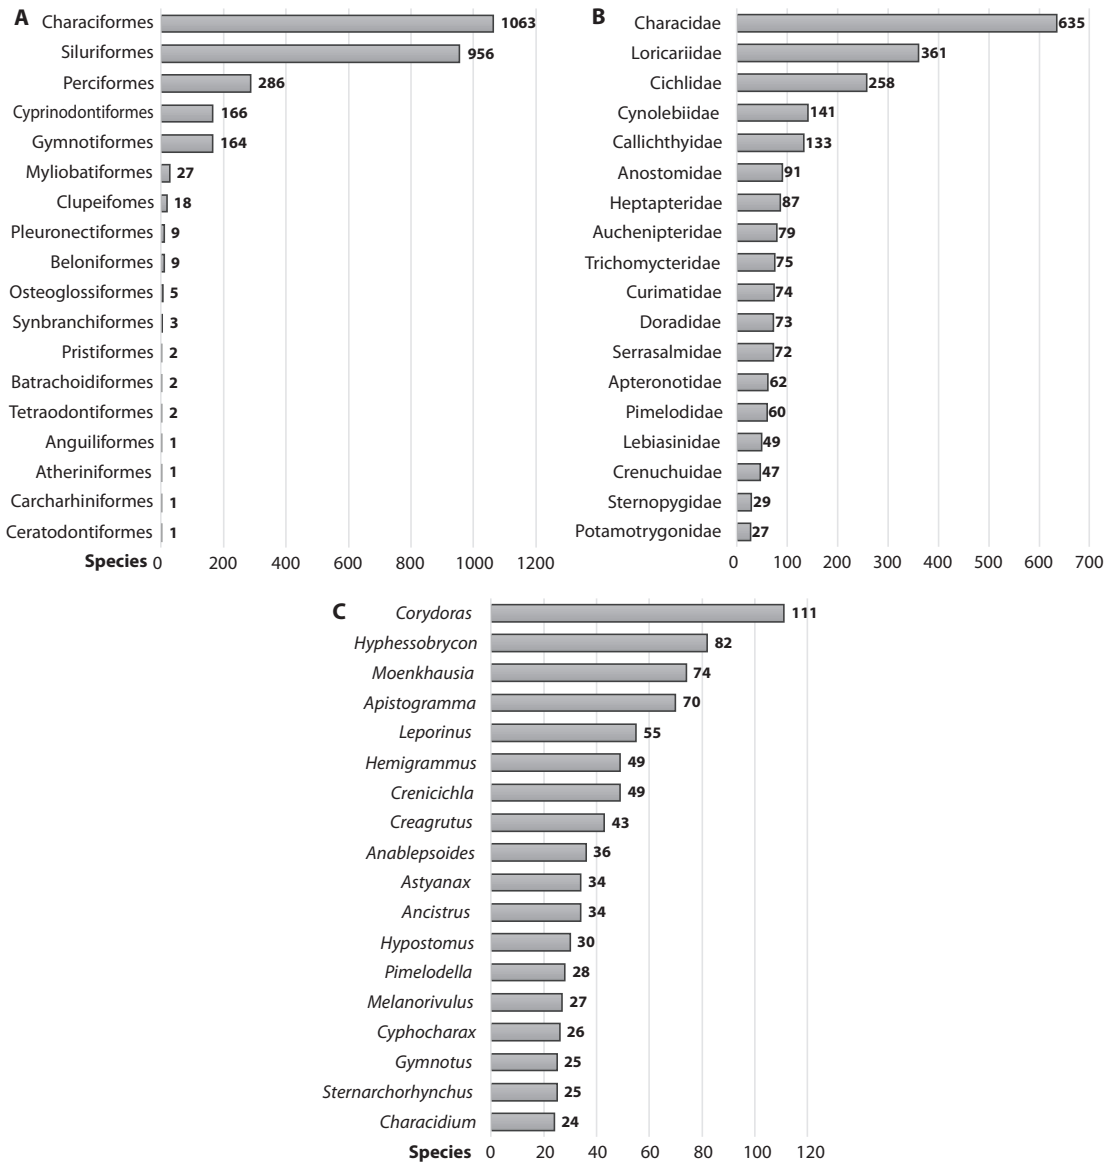 A
Characiformes 1063
Siluriformes 956
Perciformes 286
Cyprinodontiformes 166
Gymnotiformes 164
Myliobatiformes 27
Clupeifomes 18
Pleuronectiformes 9
Beloniformes 9
Osteoglossiformes 5
Synbranchiformes 3
Pristiformes 2
Batrachoidiformes 2
Tetraodontiformes 2
Anguiliformes 1
Atheriniformes 1
Carcharhiniformes 1
Ceratodontiformes 1
Species 0 200 400 600 800 1000 1200
B
Characidae 635
Loricariidae 361
Cichlidae 258
Cynolebiidae 141
Callichthyidae 133
Anostomidae 91
Heptapteridae 87
Auchenipteridae 79
Trichomycteridae 75
Curimatidae 74
Doradidae 73
Serrasalmidae 72
Apteronotidae 62
Pimelodidae 60
Lebiasinidae 49
Crenuchuidae 47
Sternopygidae 29
Potamotrygonidae 27
0 100 200 300 400 500 600 700
C
Corydoras 111
Hyphessobrycon 82
Moenkhausia 74
Apistogramma 70
Leporinus 55
Hemigrammus 49
Crenicichla 49
Creagrutus 43
Anablepsoides 36
Astyanax 34
Ancistrus 34
Hypostomus 30
Pimelodella 28
Melanorivulus 27
Cyphocharax 26
Gymnotus 25
Sternarchorhynchus 25
Characidium 24
Species 0 20 40 60 80 100 120